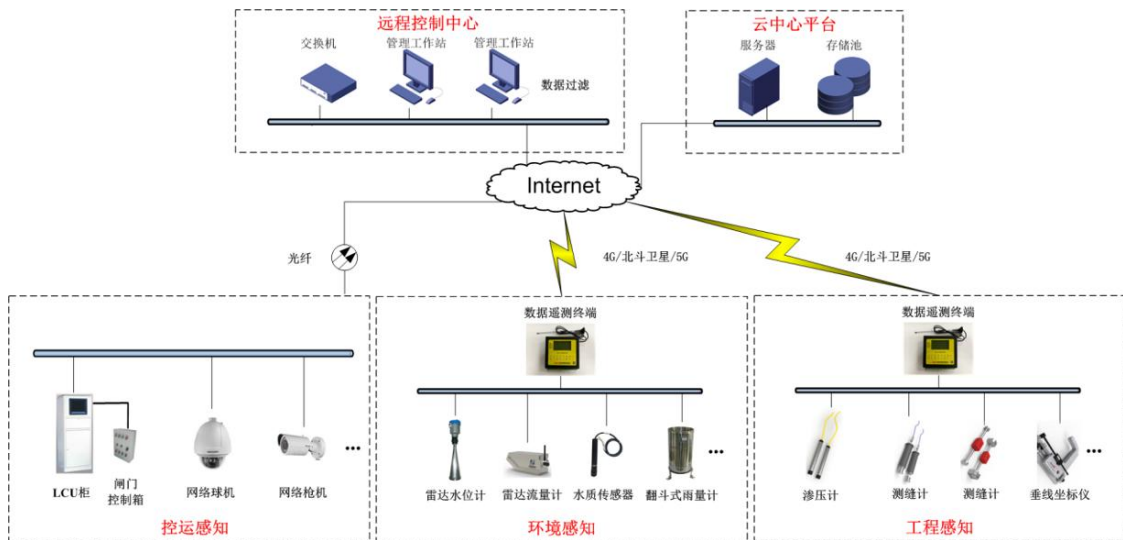 远程控制中心
交换机
管理工作站
管理工作站
数据过滤
云中心平台
服务器
存储池
Internet
光纤
4G/北斗卫星/5G
4G/北斗卫星/5G
LCU柜
闸门
控制箱
网络球机
网络枪机
...
控运感知
数据遥测终端
雷达水位计
雷达流量计
水质传感器
翻斗式雨量计
...
环境感知
数据遥测终端
渗压计
测缝计
测缝计
垂线坐标仪
...
工程感知